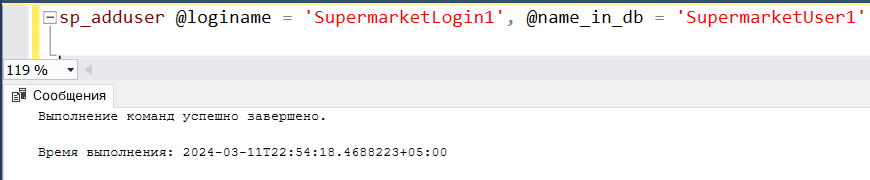 sp_adduser @loginame = 'SupermarketLogin1', @name_in_db = 'SupermarketUser1'
119 %
Сообщения
Выполнение команд успешно завершено.
Время выполнения: 2024-03-11T22:54:18.4688223+05:00